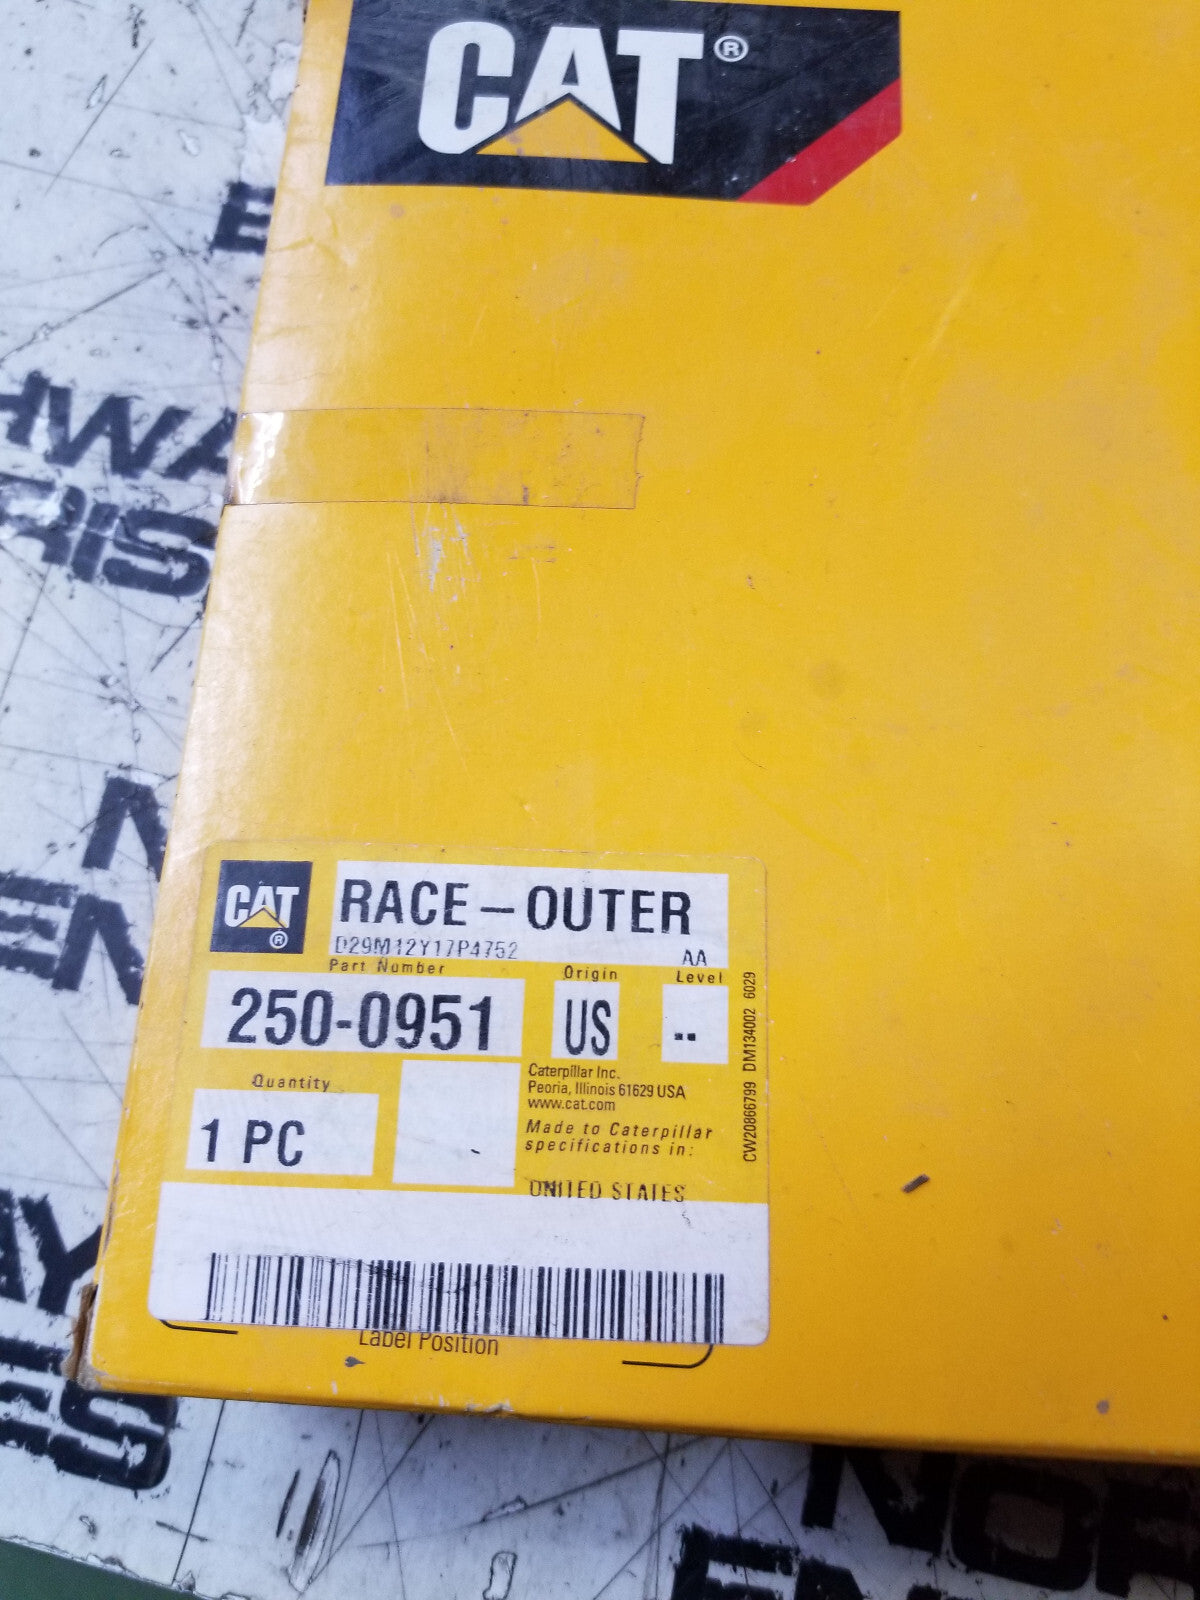 CAT®
CAT®
RACE – OUTER
D29M12Y17P4752
AA
Part Number
Origin
Level
250-0951
US
--
Quantity
1 PC
Caterpillar Inc.
Peoria, Illinois 61629 USA
www.cat.com
Made to Caterpillar
specifications in:
UNITED STATES
CW20866799 DM134002 6029
Label Position